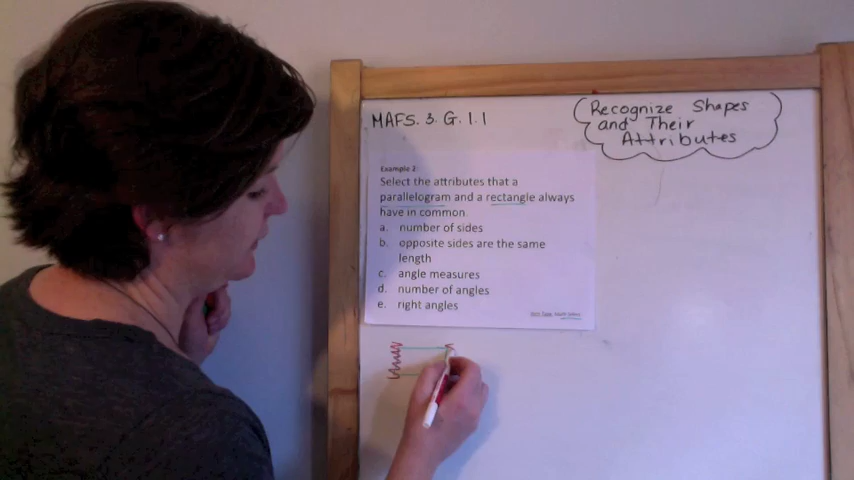 MAFS. 3. G. 1.1
Recognize Shapes
and Their
Attributes
Example 2:
Select the attributes that a
parallelogram and a rectangle always
have in common.
a. number of sides
b. opposite sides are the same
length
c. angle measures
d. number of angles
e. right angles